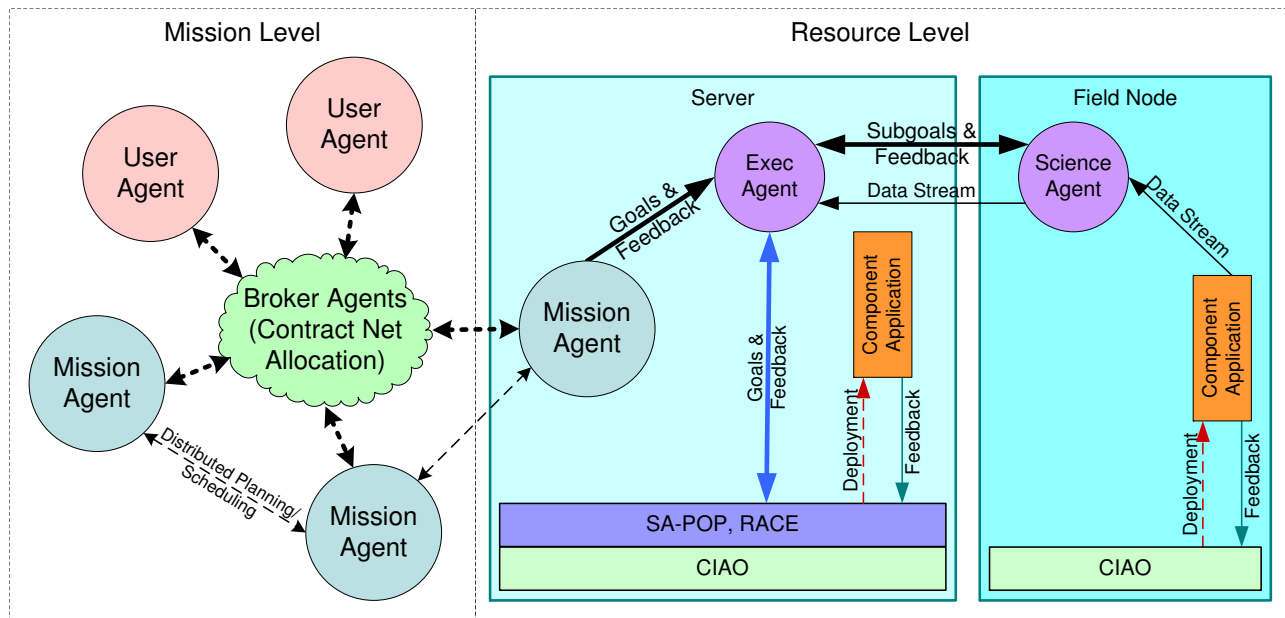 Mission Level
Resource Level
User
Agent
User
Agent
Broker Agents
(Contract Net
Allocation)
Mission
Agent
Mission
Agent
Distributed Planning/
Scheduling
Server
Exec
Agent
Goals &
Feedback
Mission
Agent
Goals &
Feedback
Component
Application
Deployment
Feedback
SA-POP, RACE
CIAO
Subgoals &
Feedback
Data Stream
Field Node
Science
Agent
Data Stream
Component
Application
Deployment
Feedback
CIAO